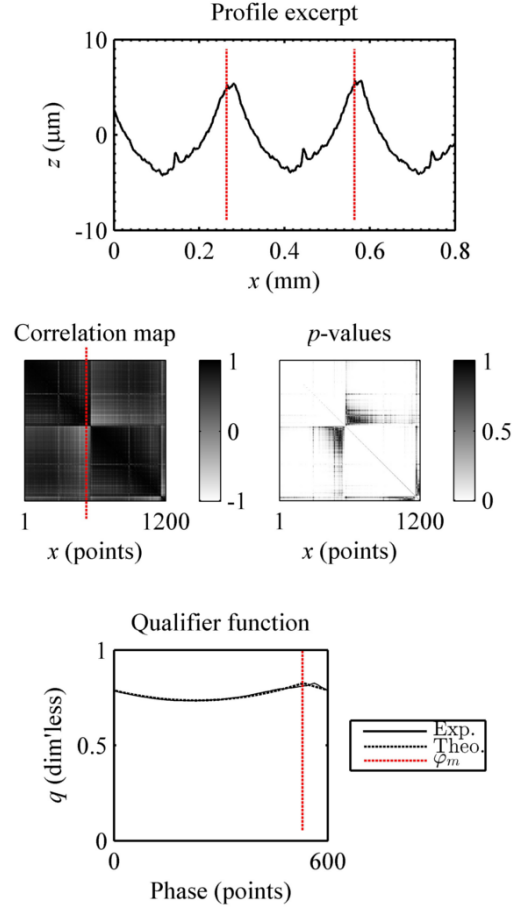 Profile excerpt
10
0
-10
z (μm)
0 0.2 0.4 0.6 0.8
x (mm)
Correlation map
1
0
-1
1 1200
x (points)
p-values
1
0.5
0
1 1200
x (points)
Qualifier function
1
0.5
0
q (dim'less)
0 600
Phase (points)
Exp.
Theo.
φm